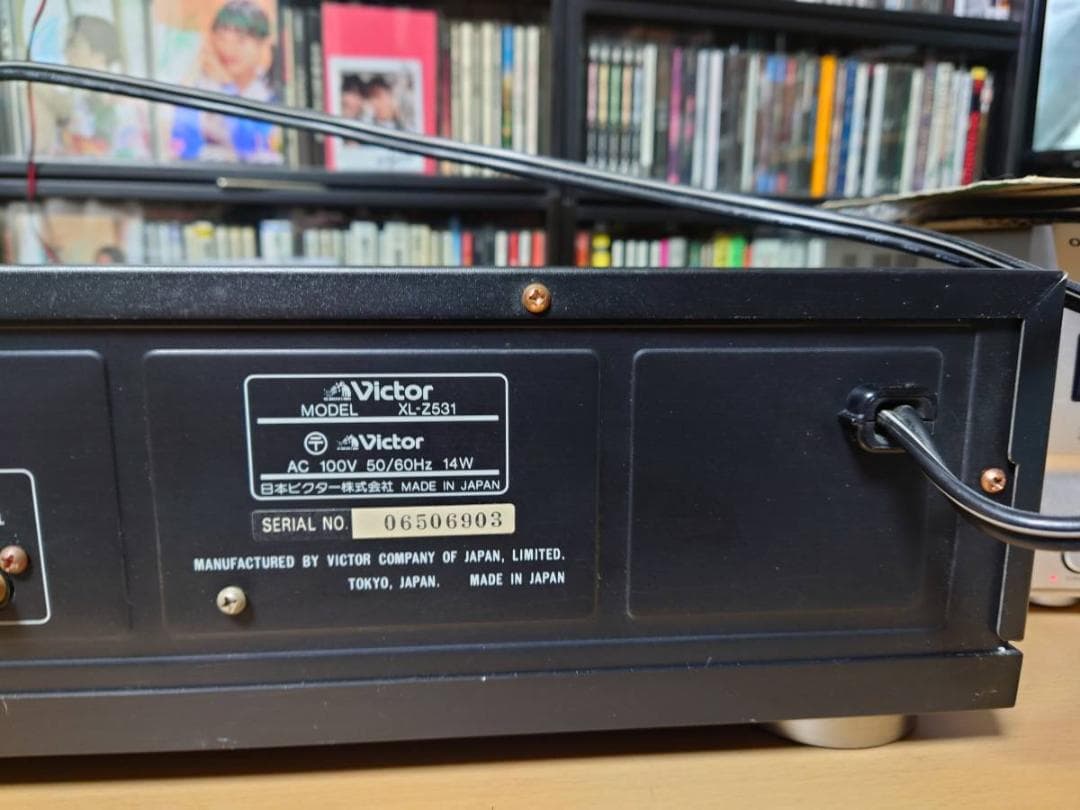 Victor
MODEL XL-Z531
〒 Victor
AC 100V 50/60Hz 14W
日本ビクター株式会社 MADE IN JAPAN
SERIAL NO. 06506903
MANUFACTURED BY VICTOR COMPANY OF JAPAN, LIMITED.
TOKYO, JAPAN. MADE IN JAPAN